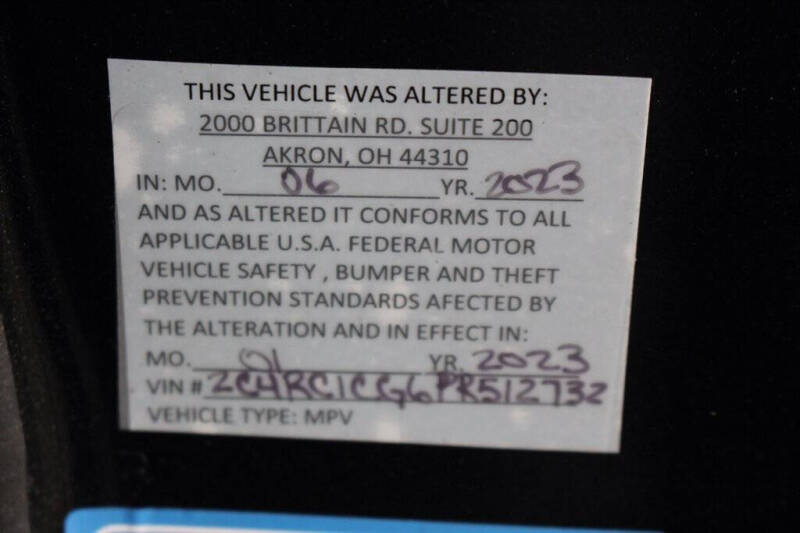 THIS VEHICLE WAS ALTERED BY:
2000 BRITTAIN RD. SUITE 200
AKRON, OH 44310
IN: MO. 06 YR. 2023
AND AS ALTERED IT CONFORMS TO ALL
APPLICABLE U.S.A. FEDERAL MOTOR
VEHICLE SAFETY , BUMPER AND THEFT
PREVENTION STANDARDS AFECTED BY
THE ALTERATION AND IN EFFECT IN:
MO. 01 YR. 2023
VIN # 2C4RC1CG6PR512732
VEHICLE TYPE: MPV